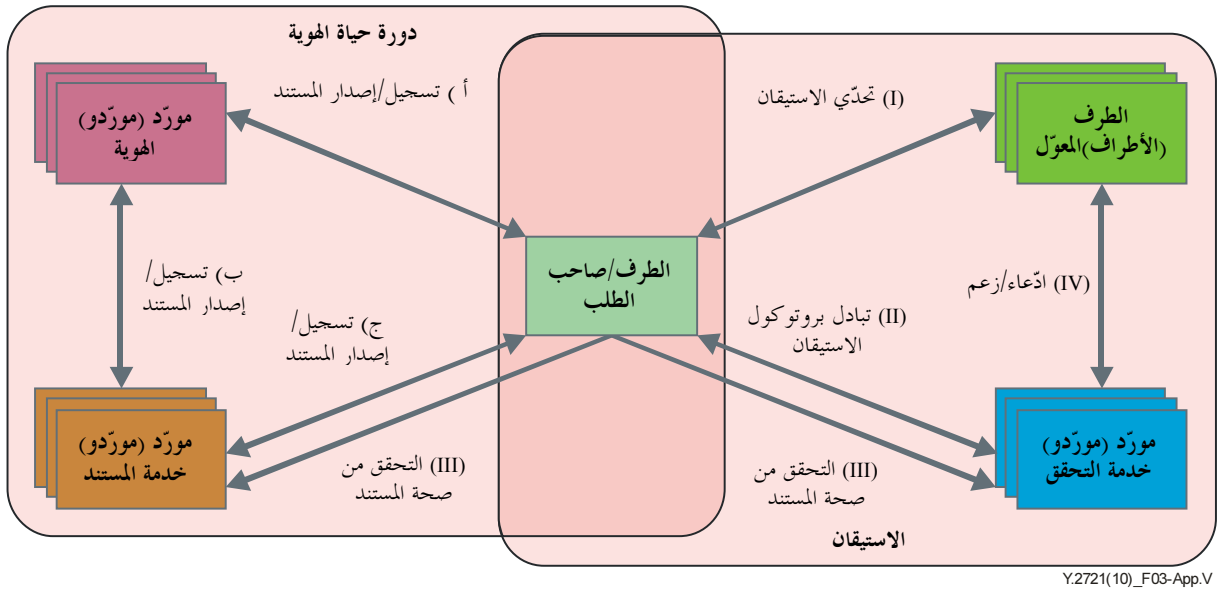 دورة حياة الهوية
أ ) تسجيل/إصدار المستند
مورّد (مورّدو)
الهوية
ب) تسجيل/
إصدار المستند
ج) تسجيل/
إصدار المستند
مورّد (مورّدو)
خدمة المستند
(III) التحقق من
صحة المستند
الطرف/صاحب
الطلب
(I) تحدّي الاستيقان
الطرف
(الأطراف)المعوّل
(IV) ادّعاء/زعم
(II) تبادل بروتوكول
الاستيقان
مورّد (مورّدو)
خدمة التحقق
(III) التحقق من
صحة المستند
الاستيقان
Y.2721(10)_F03-App.V